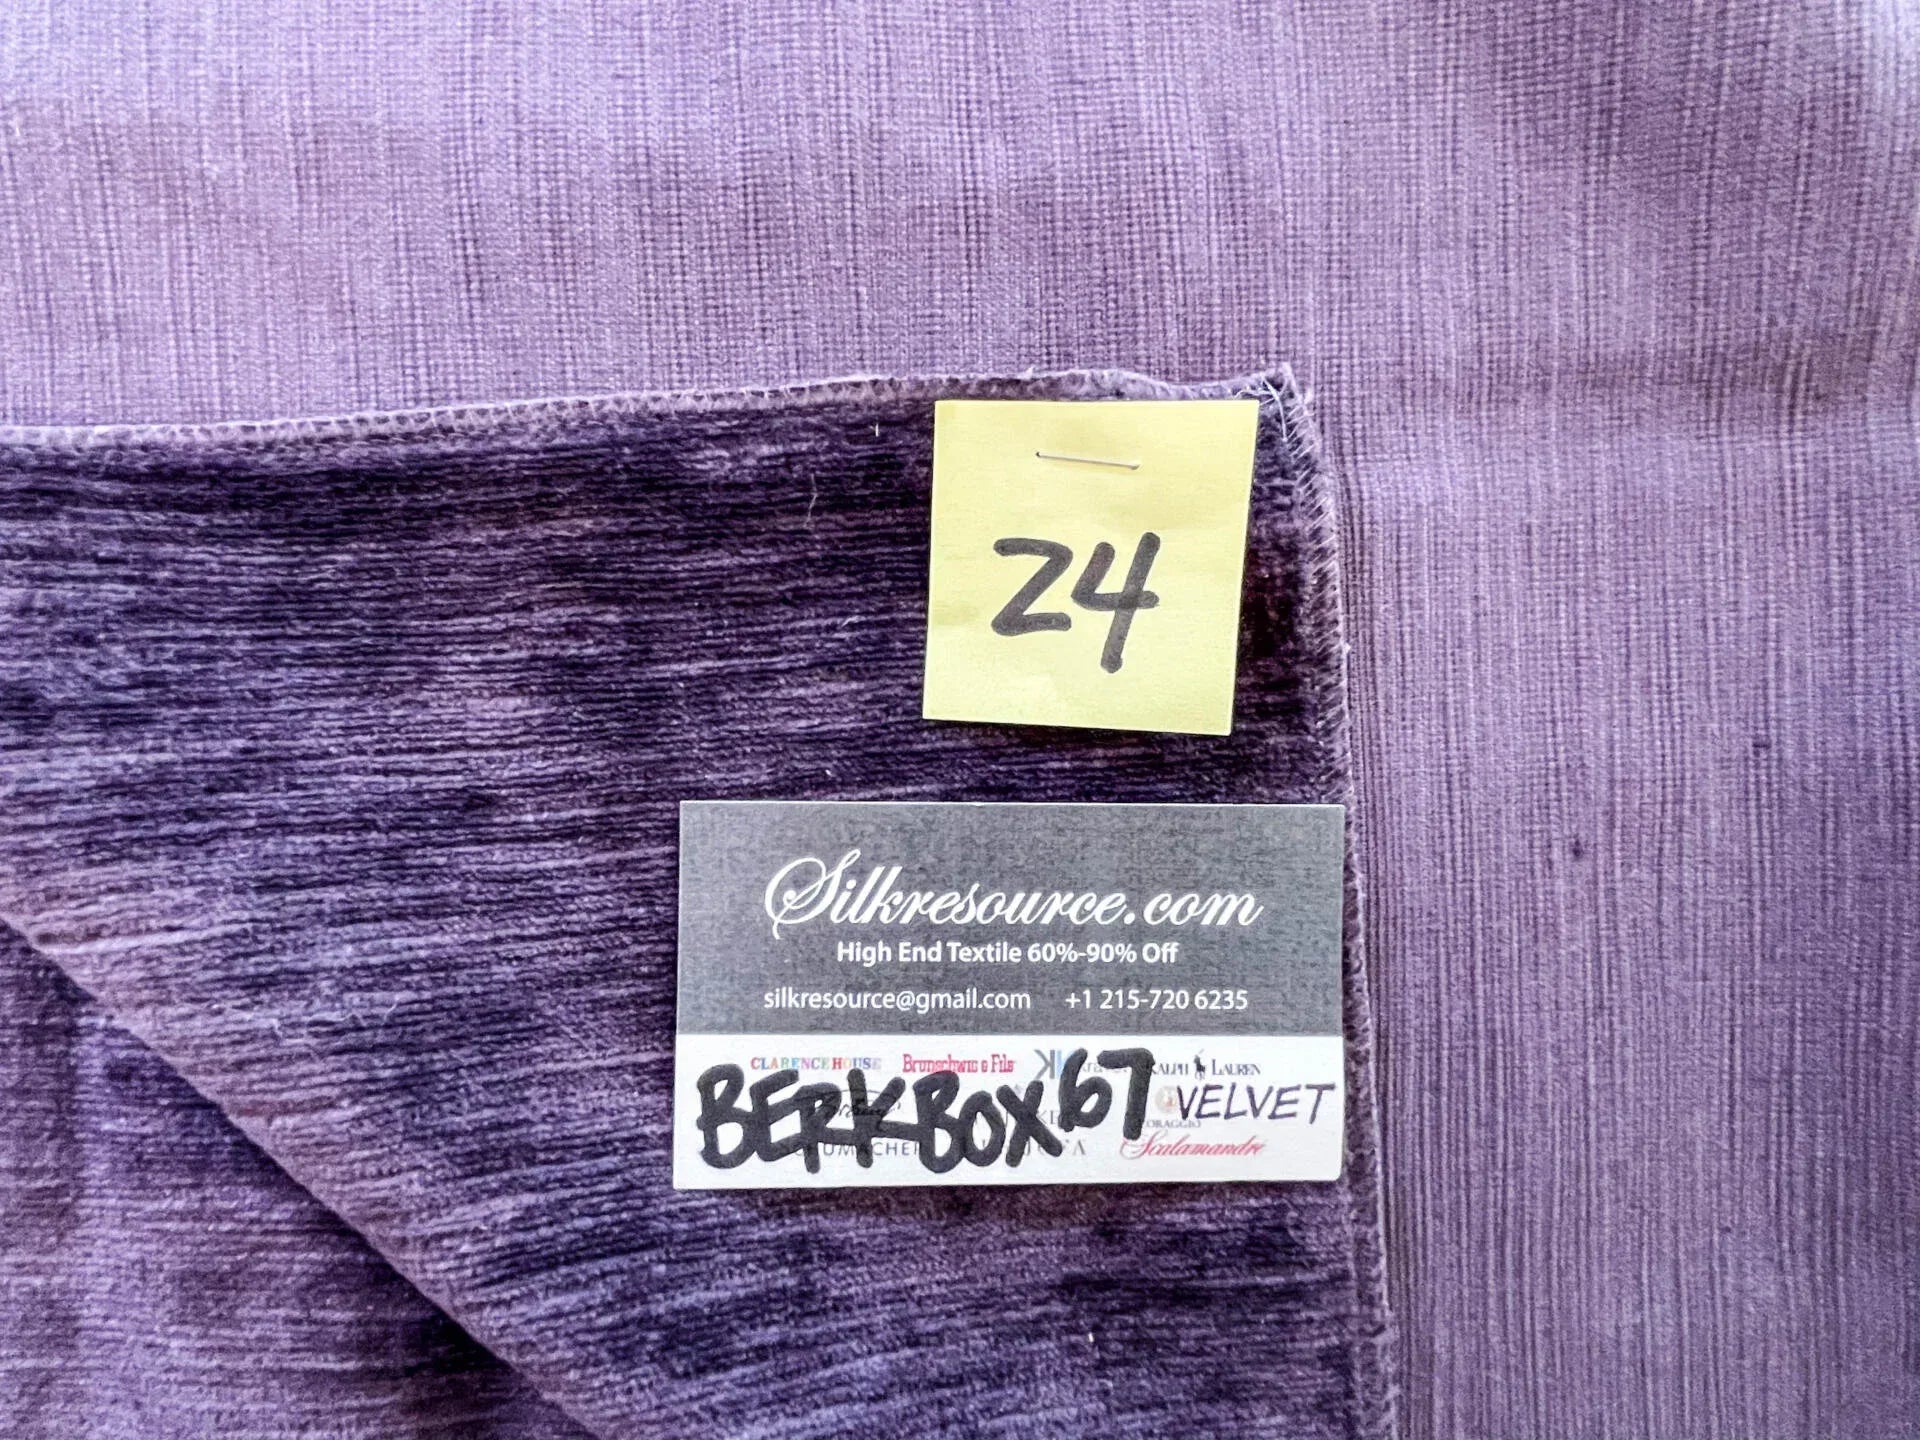 24
Silkresource.com
High End Textile 60%-90% Off
silkresource@gmail.com +1 215-720 6235
CLARENCE HOUSE Brunschwig & Fils RALPH LAUREN
BERK BOX 67 VELVET
Scalamandré